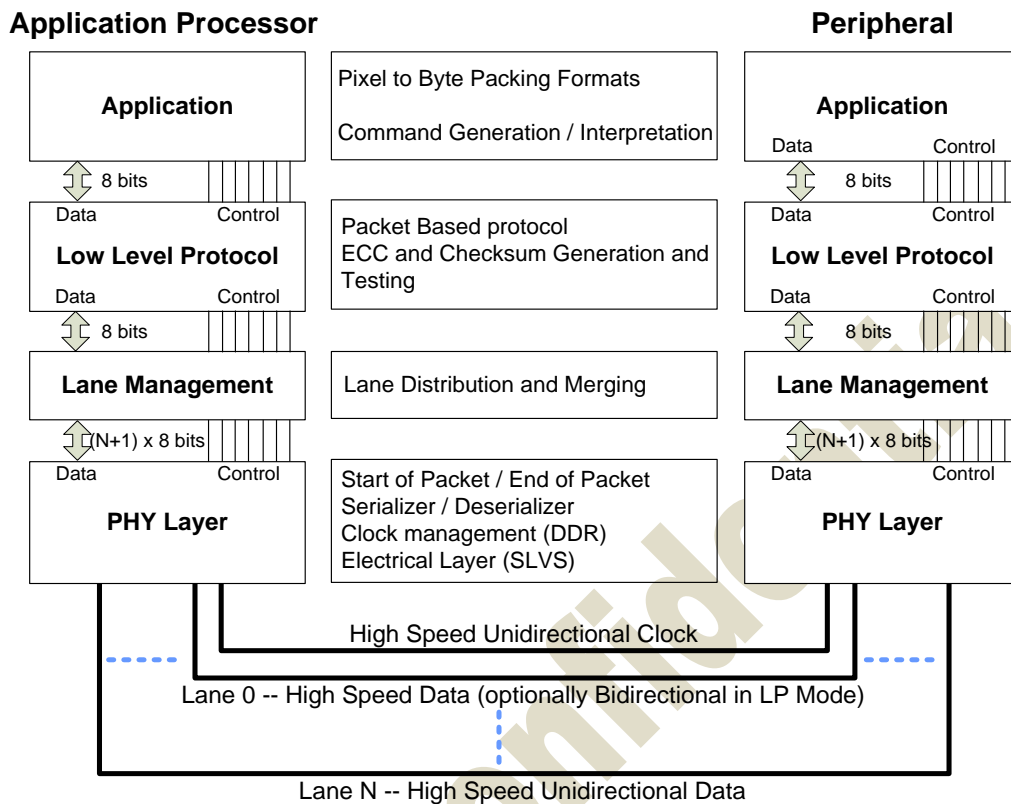 Application Processor
Peripheral
Application
Pixel to Byte Packing Formats
Command Generation / Interpretation
Application
Data
Control
8 bits
8 bits
Data
Control
Low Level Protocol
Data
Control
Packet Based protocol
ECC and Checksum Generation and
Testing
Data
Control
Low Level Protocol
Data
Control
8 bits
8 bits
Lane Management
Lane Distribution and Merging
Lane Management
(N+1) x 8 bits
(N+1) x 8 bits
Data
Control
PHY Layer
Start of Packet / End of Packet
Serializer / Deserializer
Clock management (DDR)
Electrical Layer (SLVS)
Data
Control
PHY Layer
High Speed Unidirectional Clock
Lane 0 -- High Speed Data (optionally Bidirectional in LP Mode)
Lane N -- High Speed Unidirectional Data